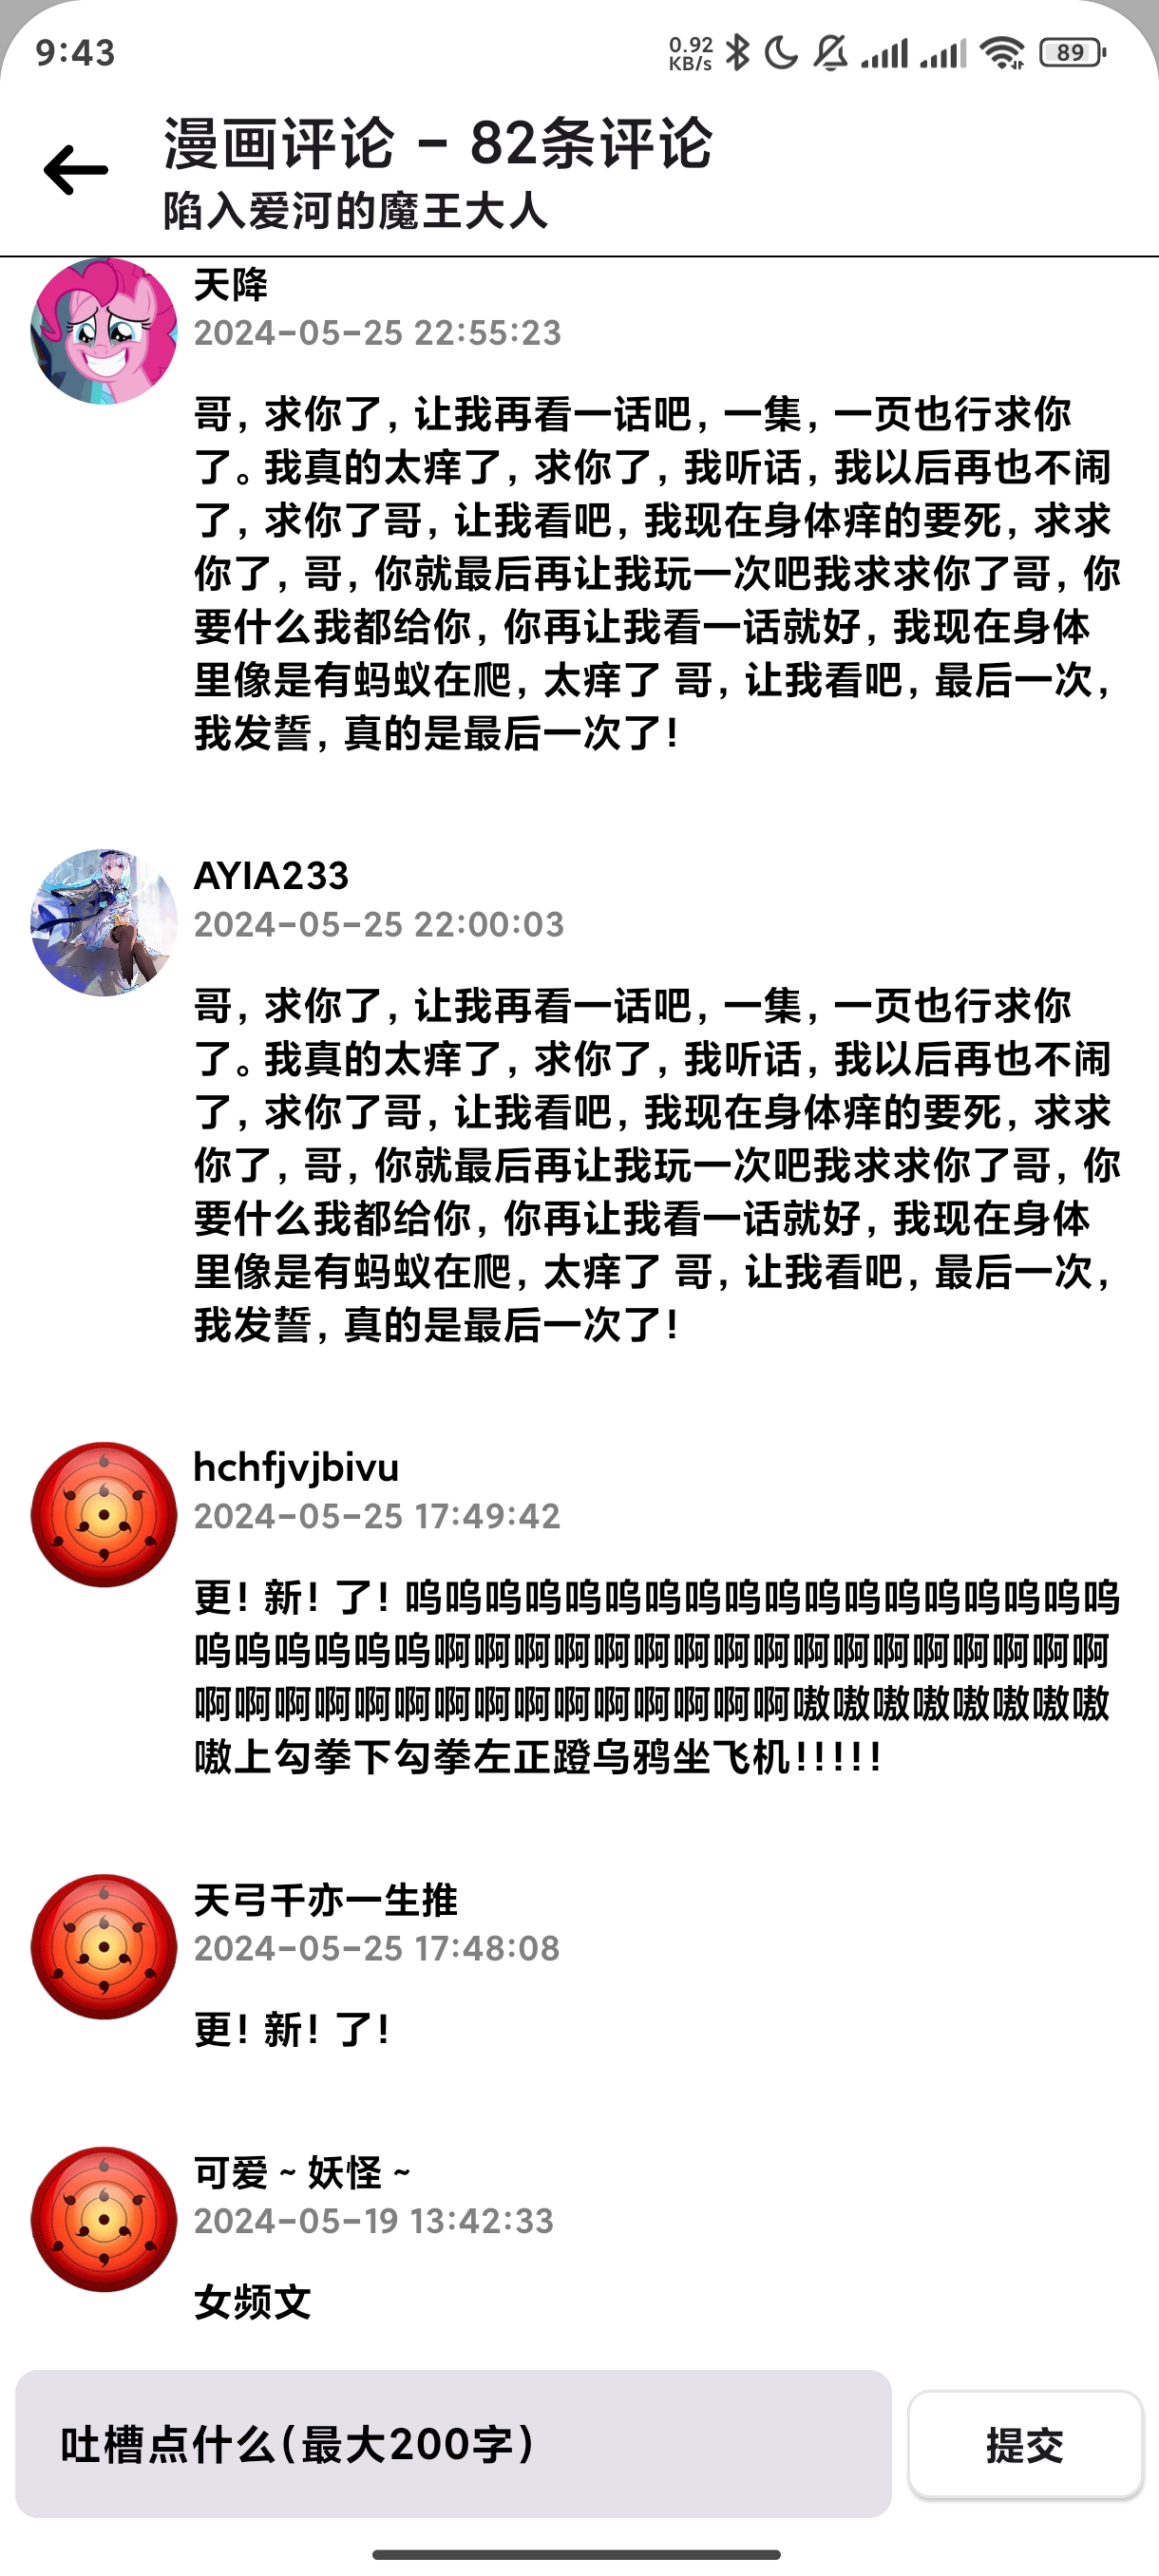 9:43
0.92
KB/s
89
漫画评论 - 82条评论
陷入爱河的魔王大人
天降
2024-05-25 22:55:23
哥，求你了，让我再看一话吧，一集，一页也行求你
了。我真的太痒了，求你了，我听话，我以后再也不闹
了，求你了哥，让我看吧，我现在身体痒的要死，求求
你了，哥，你就最后再让我玩一次吧我求求你了哥，你
要什么我都给你，你再让我看一话就好，我现在身体
里像是有蚂蚁在爬，太痒了 哥，让我看吧，最后一次，
我发誓，真的是最后一次了！
AYIA233
2024-05-25 22:00:03
哥，求你了，让我再看一话吧，一集，一页也行求你
了。我真的太痒了，求你了，我听话，我以后再也不闹
了，求你了哥，让我看吧，我现在身体痒的要死，求求
你了，哥，你就最后再让我玩一次吧我求求你了哥，你
要什么我都给你，你再让我看一话就好，我现在身体
里像是有蚂蚁在爬，太痒了 哥，让我看吧，最后一次，
我发誓，真的是最后一次了！
hchfjvjbivu
2024-05-25 17:49:42
更！新！了！呜呜呜呜呜呜呜呜呜呜呜呜呜呜呜呜呜呜
呜呜呜呜呜呜啊啊啊啊啊啊啊啊啊啊啊啊啊啊啊啊啊
啊啊啊啊啊啊啊啊啊啊啊啊啊啊啊嗷嗷嗷嗷嗷嗷嗷嗷
嗷上勾拳下勾拳左正蹬乌鸦坐飞机！！！！！
天弓千亦一生推
2024-05-25 17:48:08
更！新！了！
可爱～妖怪～
2024-05-19 13:42:33
女频文
吐槽点什么(最大200字)
提交